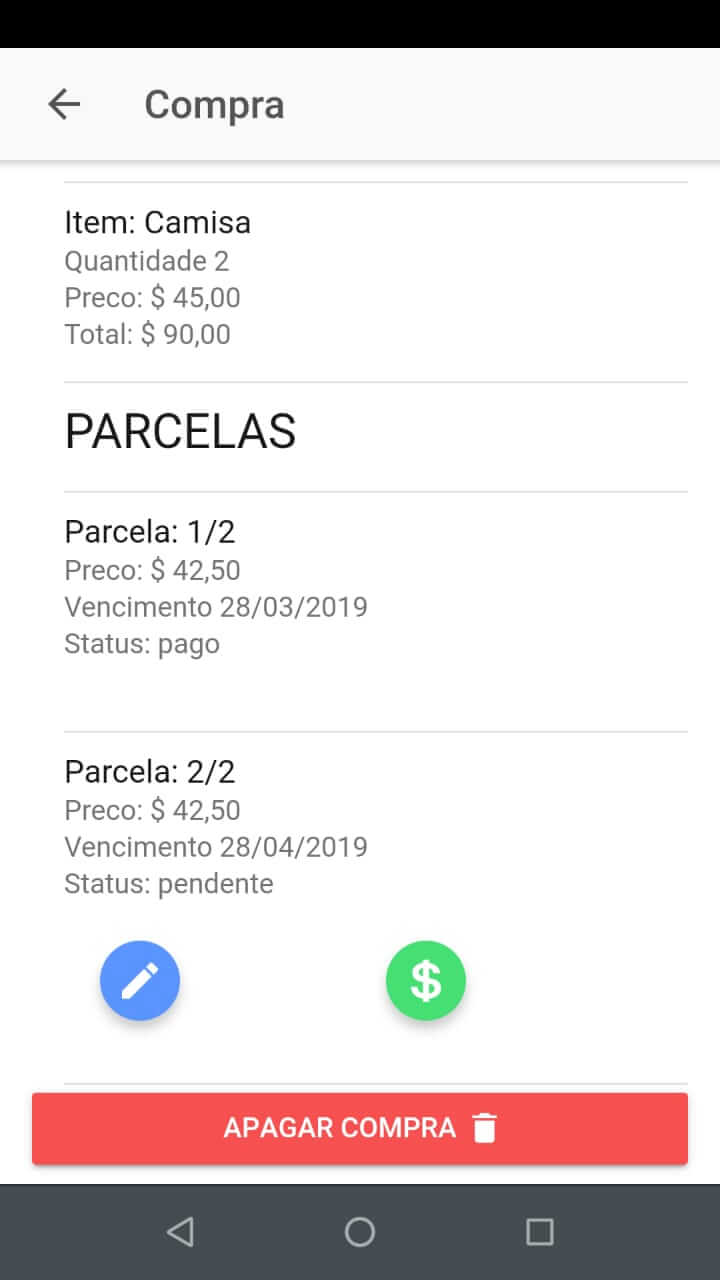 Compra
Item: Camisa
Quantidade 2
Preco: $ 45,00
Total: $ 90,00
PARCELAS
Parcela: 1/2
Preco: $ 42,50
Vencimento 28/03/2019
Status: pago
Parcela: 2/2
Preco: $ 42,50
Vencimento 28/04/2019
Status: pendente
$
APAGAR COMPRA